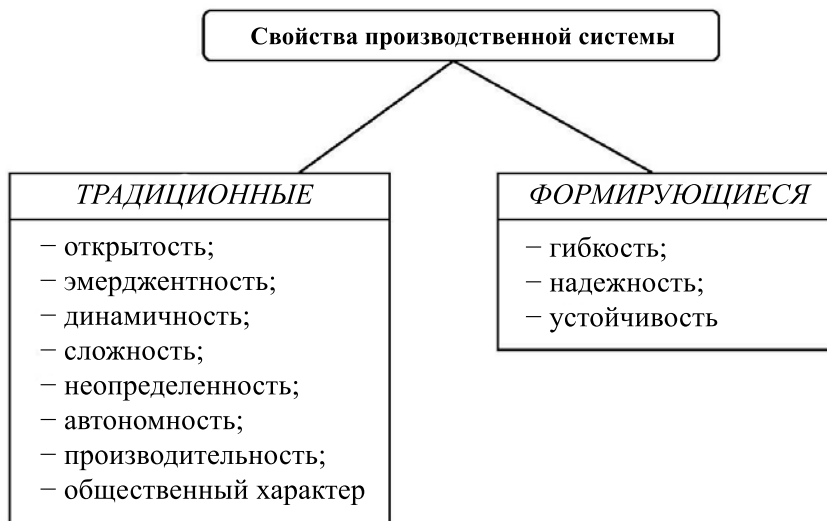 Свойства производственной системы
ТРАДИЦИОННЫЕ
− открытость;
− эмерджентность;
− динамичность;
− сложность;
− неопределенность;
− автономность;
− производительность;
− общественный характер
ФОРМИРУЮЩИЕСЯ
− гибкость;
− надежность;
− устойчивость